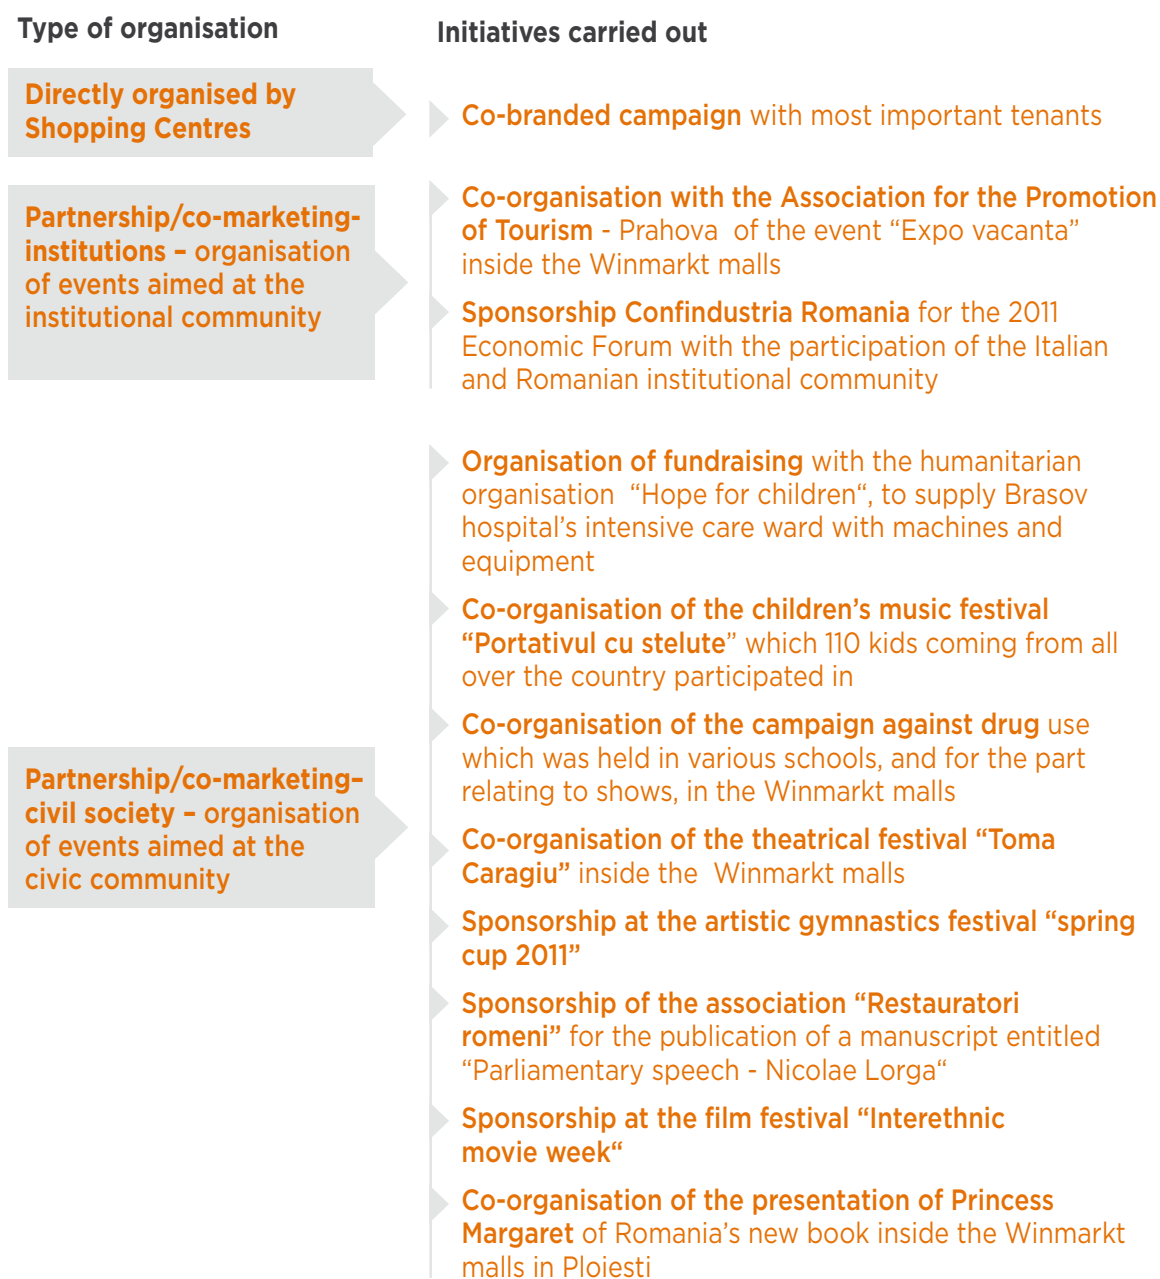 Type of organisation
Initiatives carried out
Directly organised by
Shopping Centres
Co-branded campaign with most important tenants
Partnership/co-marketing-
institutions – organisation
of events aimed at the
institutional community
Co-organisation with the Association for the Promotion
of Tourism - Prahova of the event “Expo vacanta”
inside the Winmarkt malls
Sponsorship Confindustria Romania for the 2011
Economic Forum with the participation of the Italian
and Romanian institutional community
Partnership/co-marketing–
civil society – organisation
of events aimed at the
civic community
Organisation of fundraising with the humanitarian
organisation “Hope for children“, to supply Brasov
hospital’s intensive care ward with machines and
equipment
Co-organisation of the children’s music festival
“Portativul cu stelute” which 110 kids coming from all
over the country participated in
Co-organisation of the campaign against drug use
which was held in various schools, and for the part
relating to shows, in the Winmarkt malls
Co-organisation of the theatrical festival “Toma
Caragiu” inside the Winmarkt malls
Sponsorship at the artistic gymnastics festival “spring
cup 2011”
Sponsorship of the association “Restauratori
romeni” for the publication of a manuscript entitled
“Parliamentary speech - Nicolae Lorga“
Sponsorship at the film festival “Interethnic
movie week“
Co-organisation of the presentation of Princess
Margaret of Romania’s new book inside the Winmarkt
malls in Ploiesti